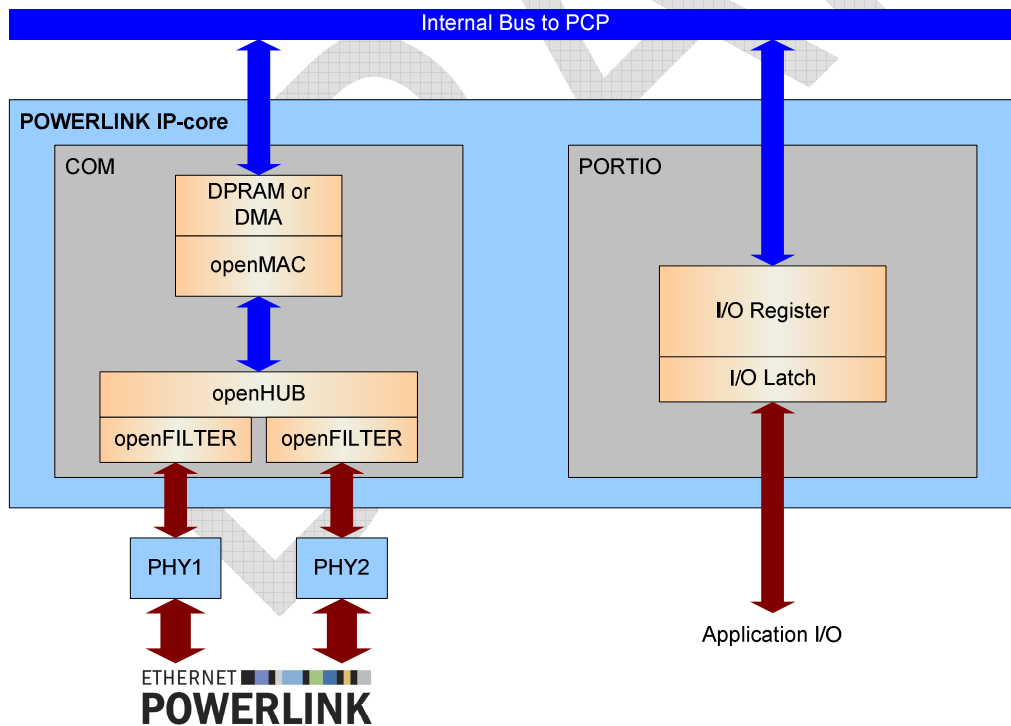 Internal Bus to PCP
POWERLINK IP-core
COM
DPRAM or
DMA
openMAC
openHUB
openFILTER
openFILTER
PHY1
PHY2
ETHERNET
POWERLINK
PORTIO
I/O Register
I/O Latch
Application I/O